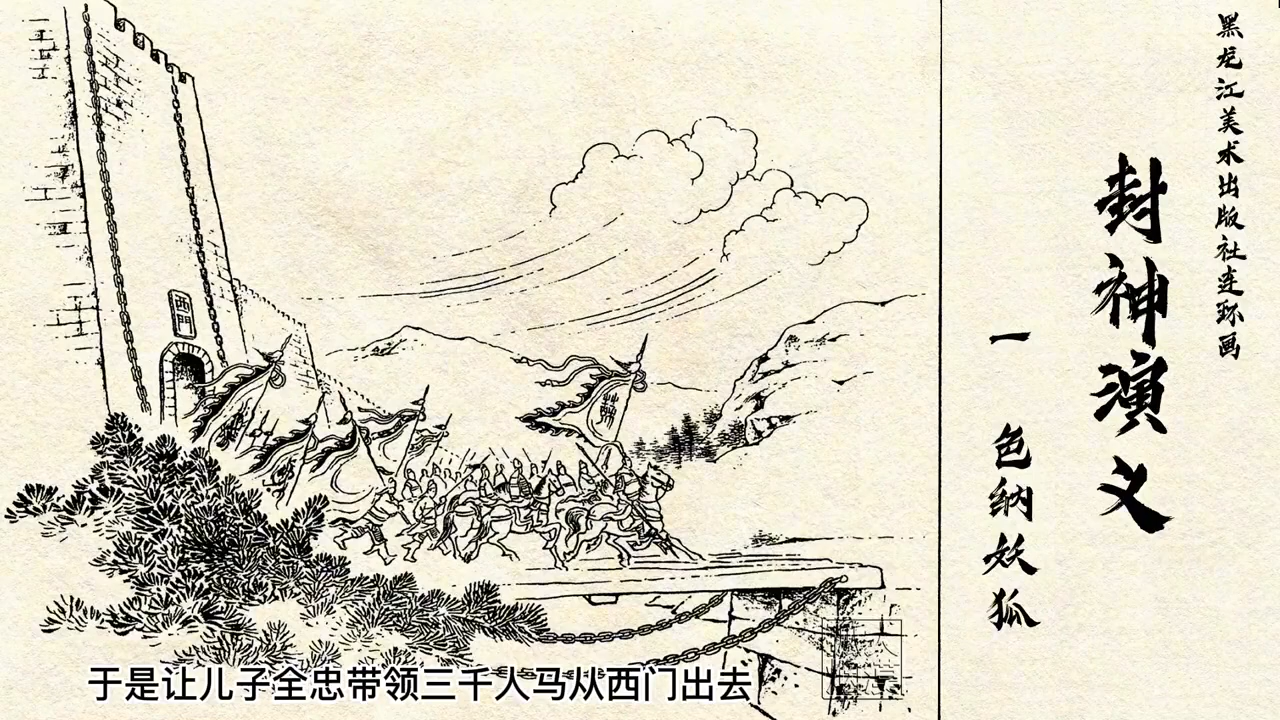 黑龙江美术出版社连环画
封神演义
一 色纳妖狐
西門
于是让儿子全忠带领三千人马从西门出去